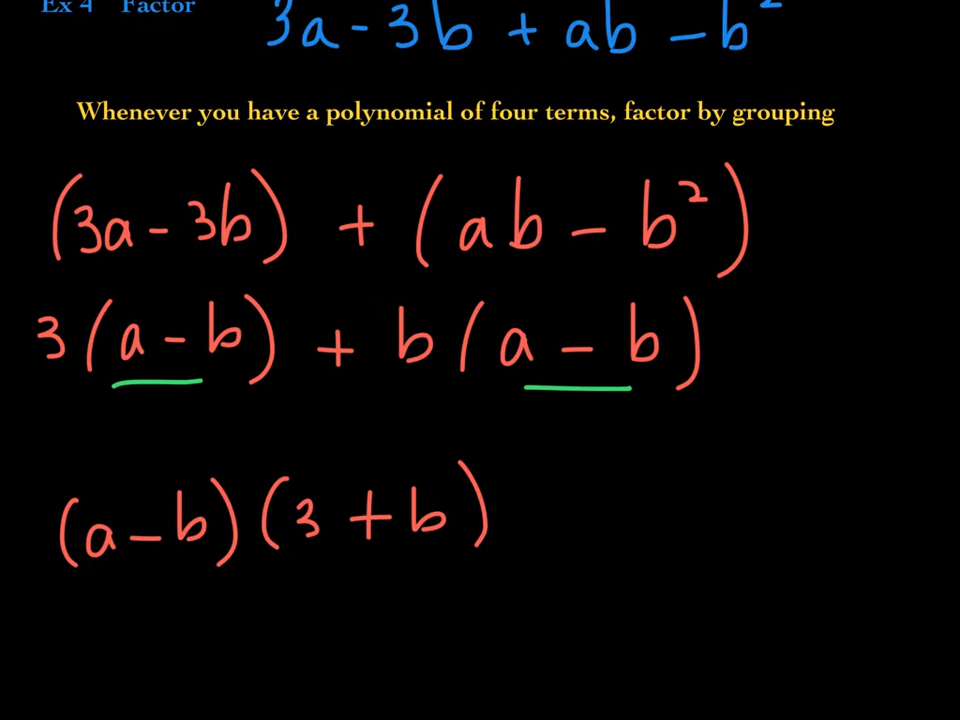 Ex 4 Factor 3a - 3b + ab - b²
Whenever you have a polynomial of four terms, factor by grouping
(3a - 3b) + (ab - b²)
3(a - b) + b(a - b)
(a - b)(3 + b)